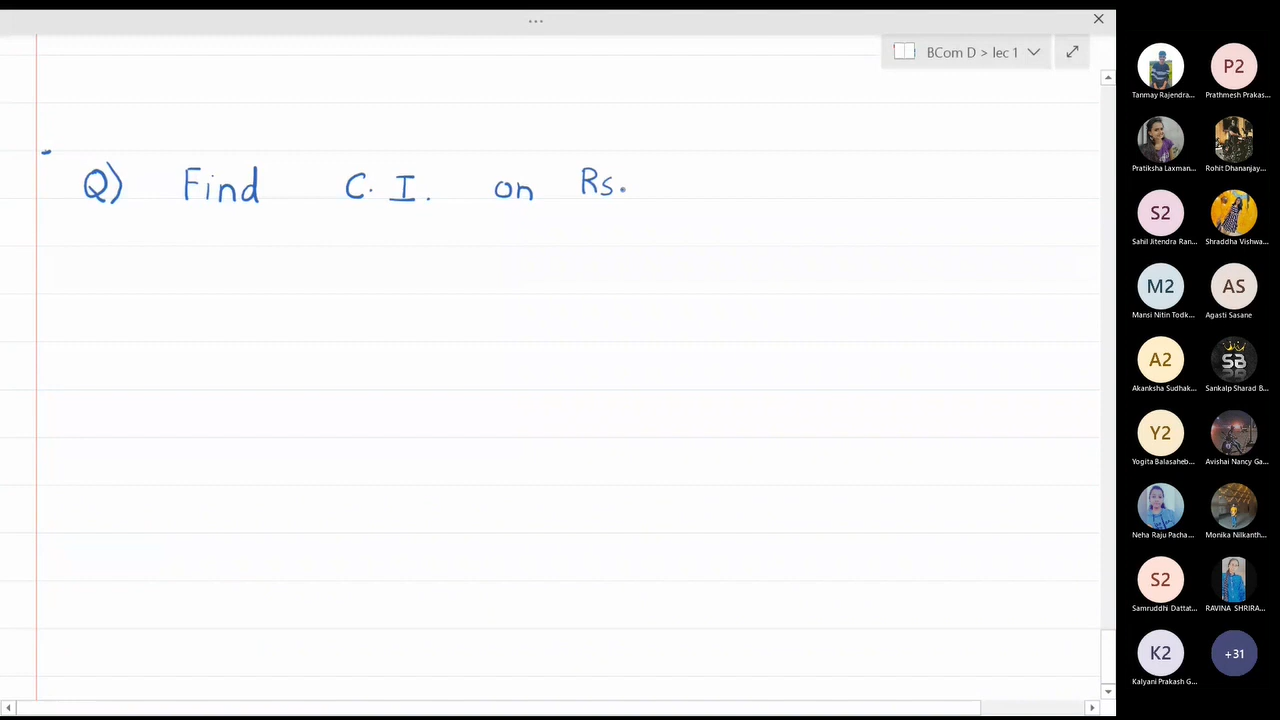 ...
BCom D > lec 1
Q) Find C. I. on Rs.
Tanmay Rajendra...
P2
Prathmesh Prakas...
Pratiksha Laxman...
Rohit Dhananjay...
S2
Sahil Jitendra Ran...
Shraddha Vishwa...
M2
Mansi Nitin Todk...
AS
Agasti Sasane
A2
Akanksha Sudhak...
SB
Sankalp Sharad B...
Y2
Yogita Balasaheb...
Avishai Nancy Ga...
Neha Raju Pacha...
Monika Nilkanth...
S2
Samruddhi Dattat...
RAVINA SHRIRA...
K2
Kalyani Prakash G...
+31